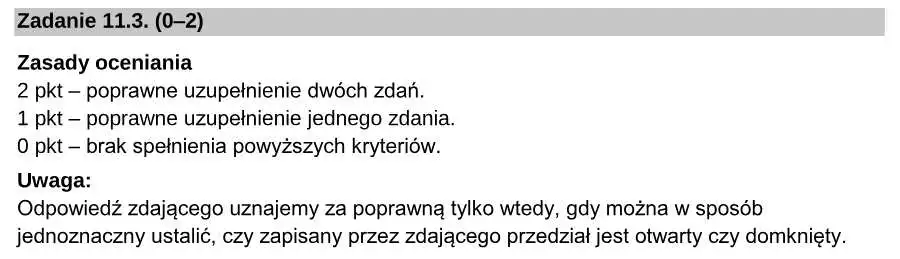 Zadanie 11.3. (0–2)
Zasady oceniania
2 pkt – poprawne uzupełnienie dwóch zdań.
1 pkt – poprawne uzupełnienie jednego zdania.
0 pkt – brak spełnienia powyższych kryteriów.
Uwaga:
Odpowiedź zdającego uznajemy za poprawną tylko wtedy, gdy można w sposób
jednoznaczny ustalić, czy zapisany przez zdającego przedział jest otwarty czy domknięty.